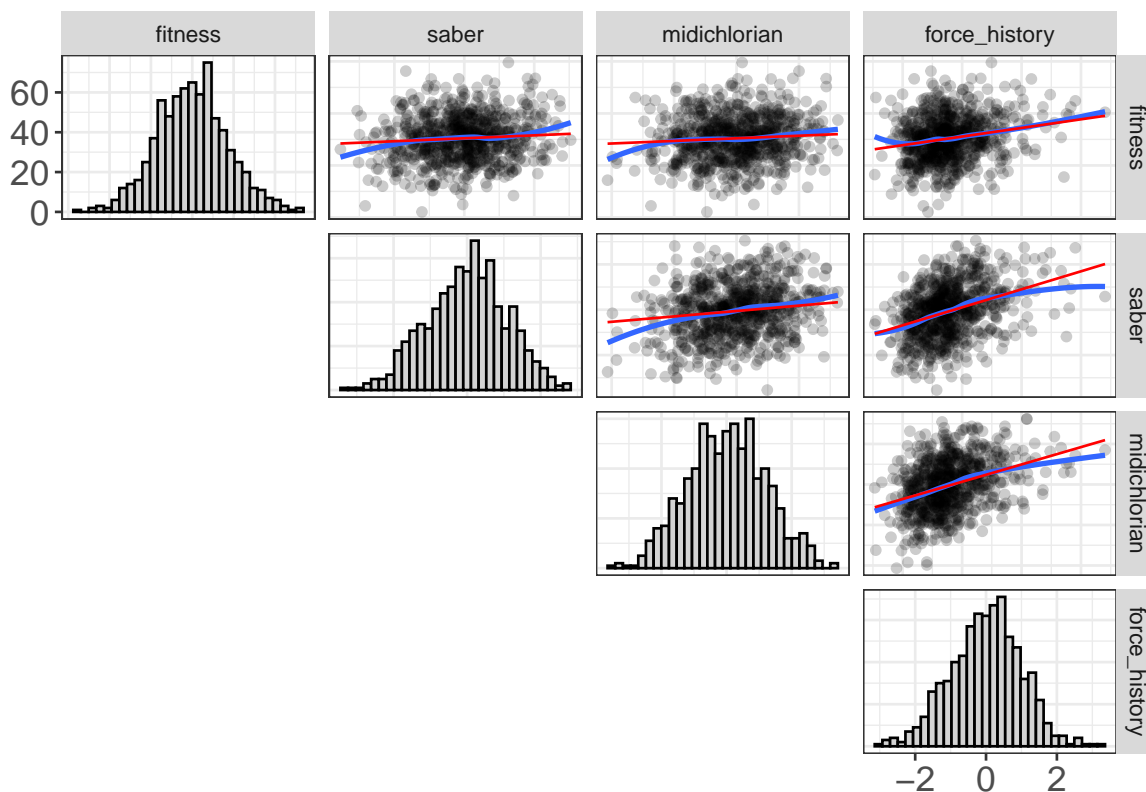 fitness saber midichlorian force_history
60
40
20
0
fitness
saber
midichlorian
force_history
−2 0 2